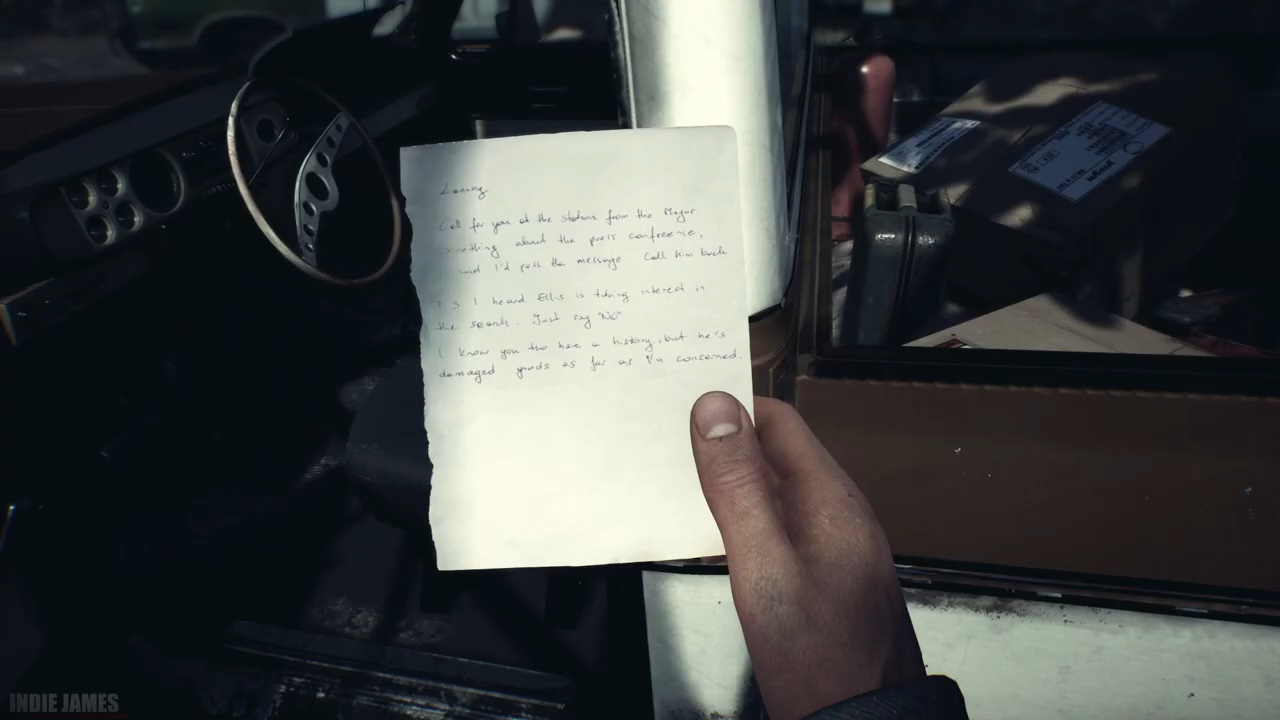 Lanning
Call for you at the station from the Mayor.
Something about the press conference,
said I'd pass the message Call him back
P.S I heard Ellis is taking interest in
the search. Just say "No"
I know you two have a history, but he's
damaged goods as far as I'm concerned.
INDIE JAMES